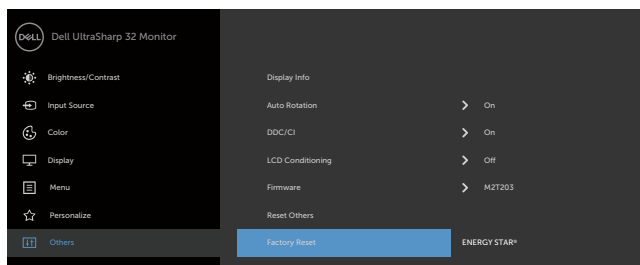 DELL Dell UltraSharp 32 Monitor
Brightness/Contrast Display Info
Input Source Auto Rotation On
Color DDC/CI On
Display LCD Conditioning Off
Menu Firmware M2T203
Personalize Reset Others
Others Factory Reset ENERGY STAR®